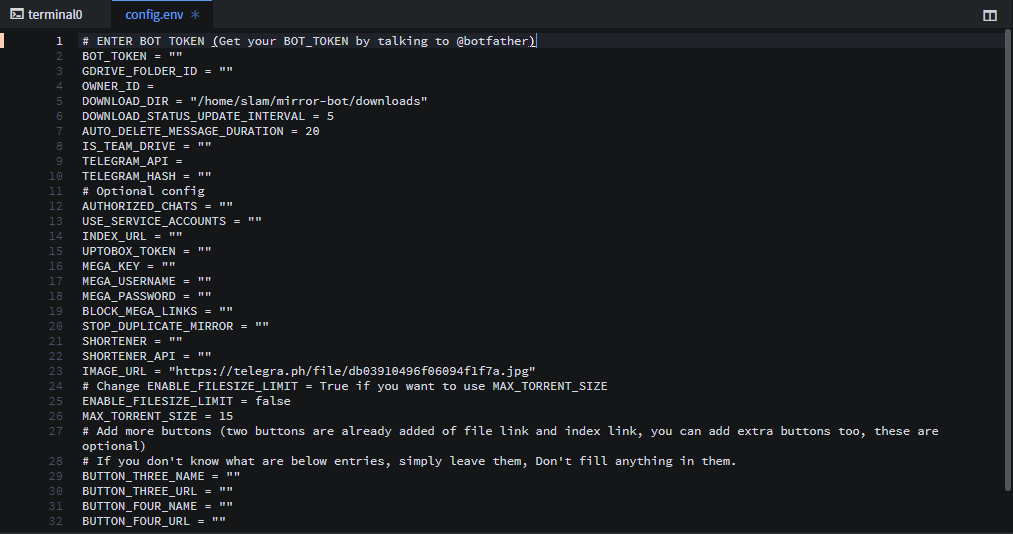 terminal0
config.env *
1 # ENTER BOT TOKEN (Get your BOT_TOKEN by talking to @botfather)
2 BOT_TOKEN = ""
3 GDRIVE_FOLDER_ID = ""
4 OWNER_ID =
5 DOWNLOAD_DIR = "/home/slam/mirror-bot/downloads"
6 DOWNLOAD_STATUS_UPDATE_INTERVAL = 5
7 AUTO_DELETE_MESSAGE_DURATION = 20
8 IS_TEAM_DRIVE = ""
9 TELEGRAM_API =
10 TELEGRAM_HASH = ""
11 # Optional config
12 AUTHORIZED_CHATS = ""
13 USE_SERVICE_ACCOUNTS = ""
14 INDEX_URL = ""
15 UPTOBOX_TOKEN = ""
16 MEGA_KEY = ""
17 MEGA_USERNAME = ""
18 MEGA_PASSWORD = ""
19 BLOCK_MEGA_LINKS = ""
20 STOP_DUPLICATE_MIRROR = ""
21 SHORTENER = ""
22 SHORTENER_API = ""
23 IMAGE_URL = "https://telegra.ph/file/db03910496f06094f1f7a.jpg"
24 # Change ENABLE_FILESIZE_LIMIT = True if you want to use MAX_TORRENT_SIZE
25 ENABLE_FILESIZE_LIMIT = false
26 MAX_TORRENT_SIZE = 15
27 # Add more buttons (two buttons are already added of file link and index link, you can add extra buttons too, these are
optional)
28 # If you don't know what are below entries, simply leave them, Don't fill anything in them.
29 BUTTON_THREE_NAME = ""
30 BUTTON_THREE_URL = ""
31 BUTTON_FOUR_NAME = ""
32 BUTTON_FOUR_URL = ""